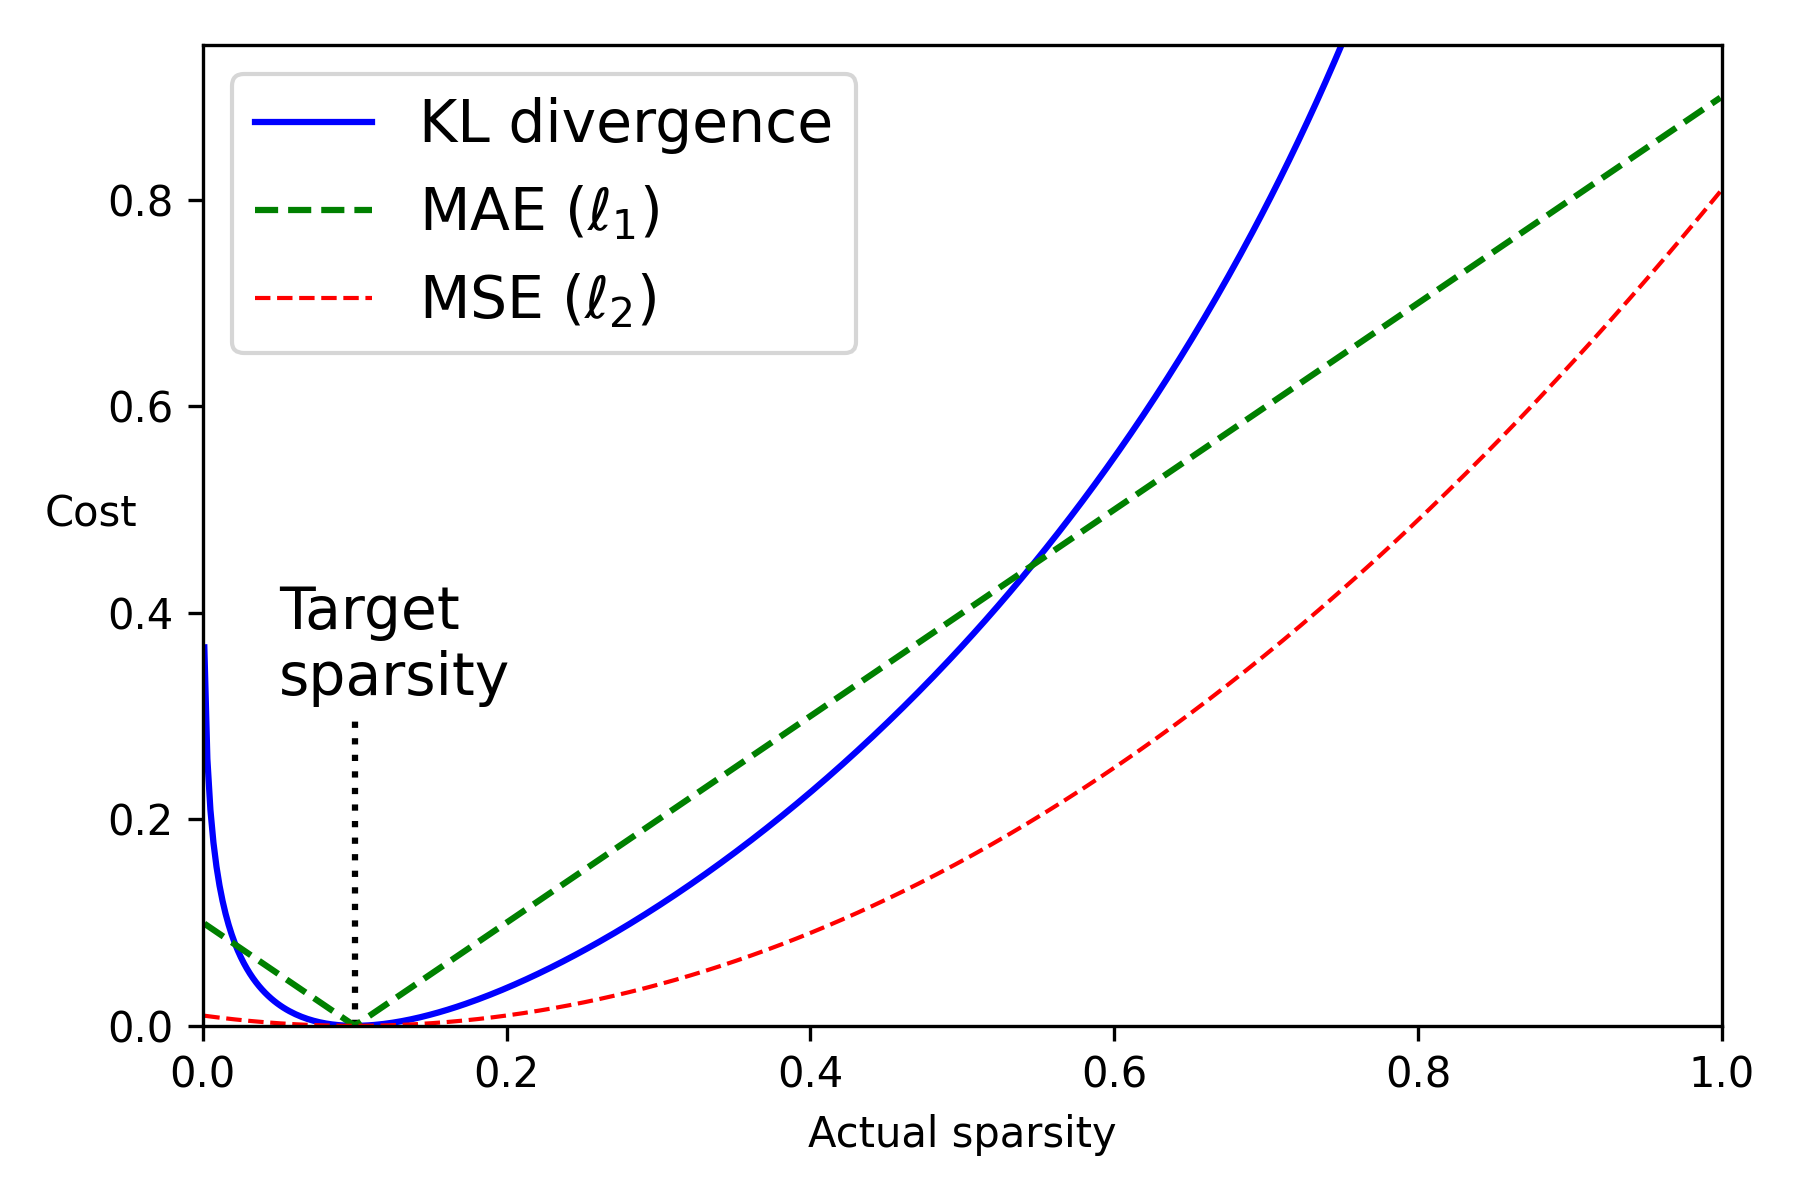 KL divergence
MAE (ℓ₁)
MSE (ℓ₂)
0.8
0.6
Cost
Target
sparsity
0.4
0.2
0.0
0.0 0.2 0.4 0.6 0.8 1.0
Actual sparsity